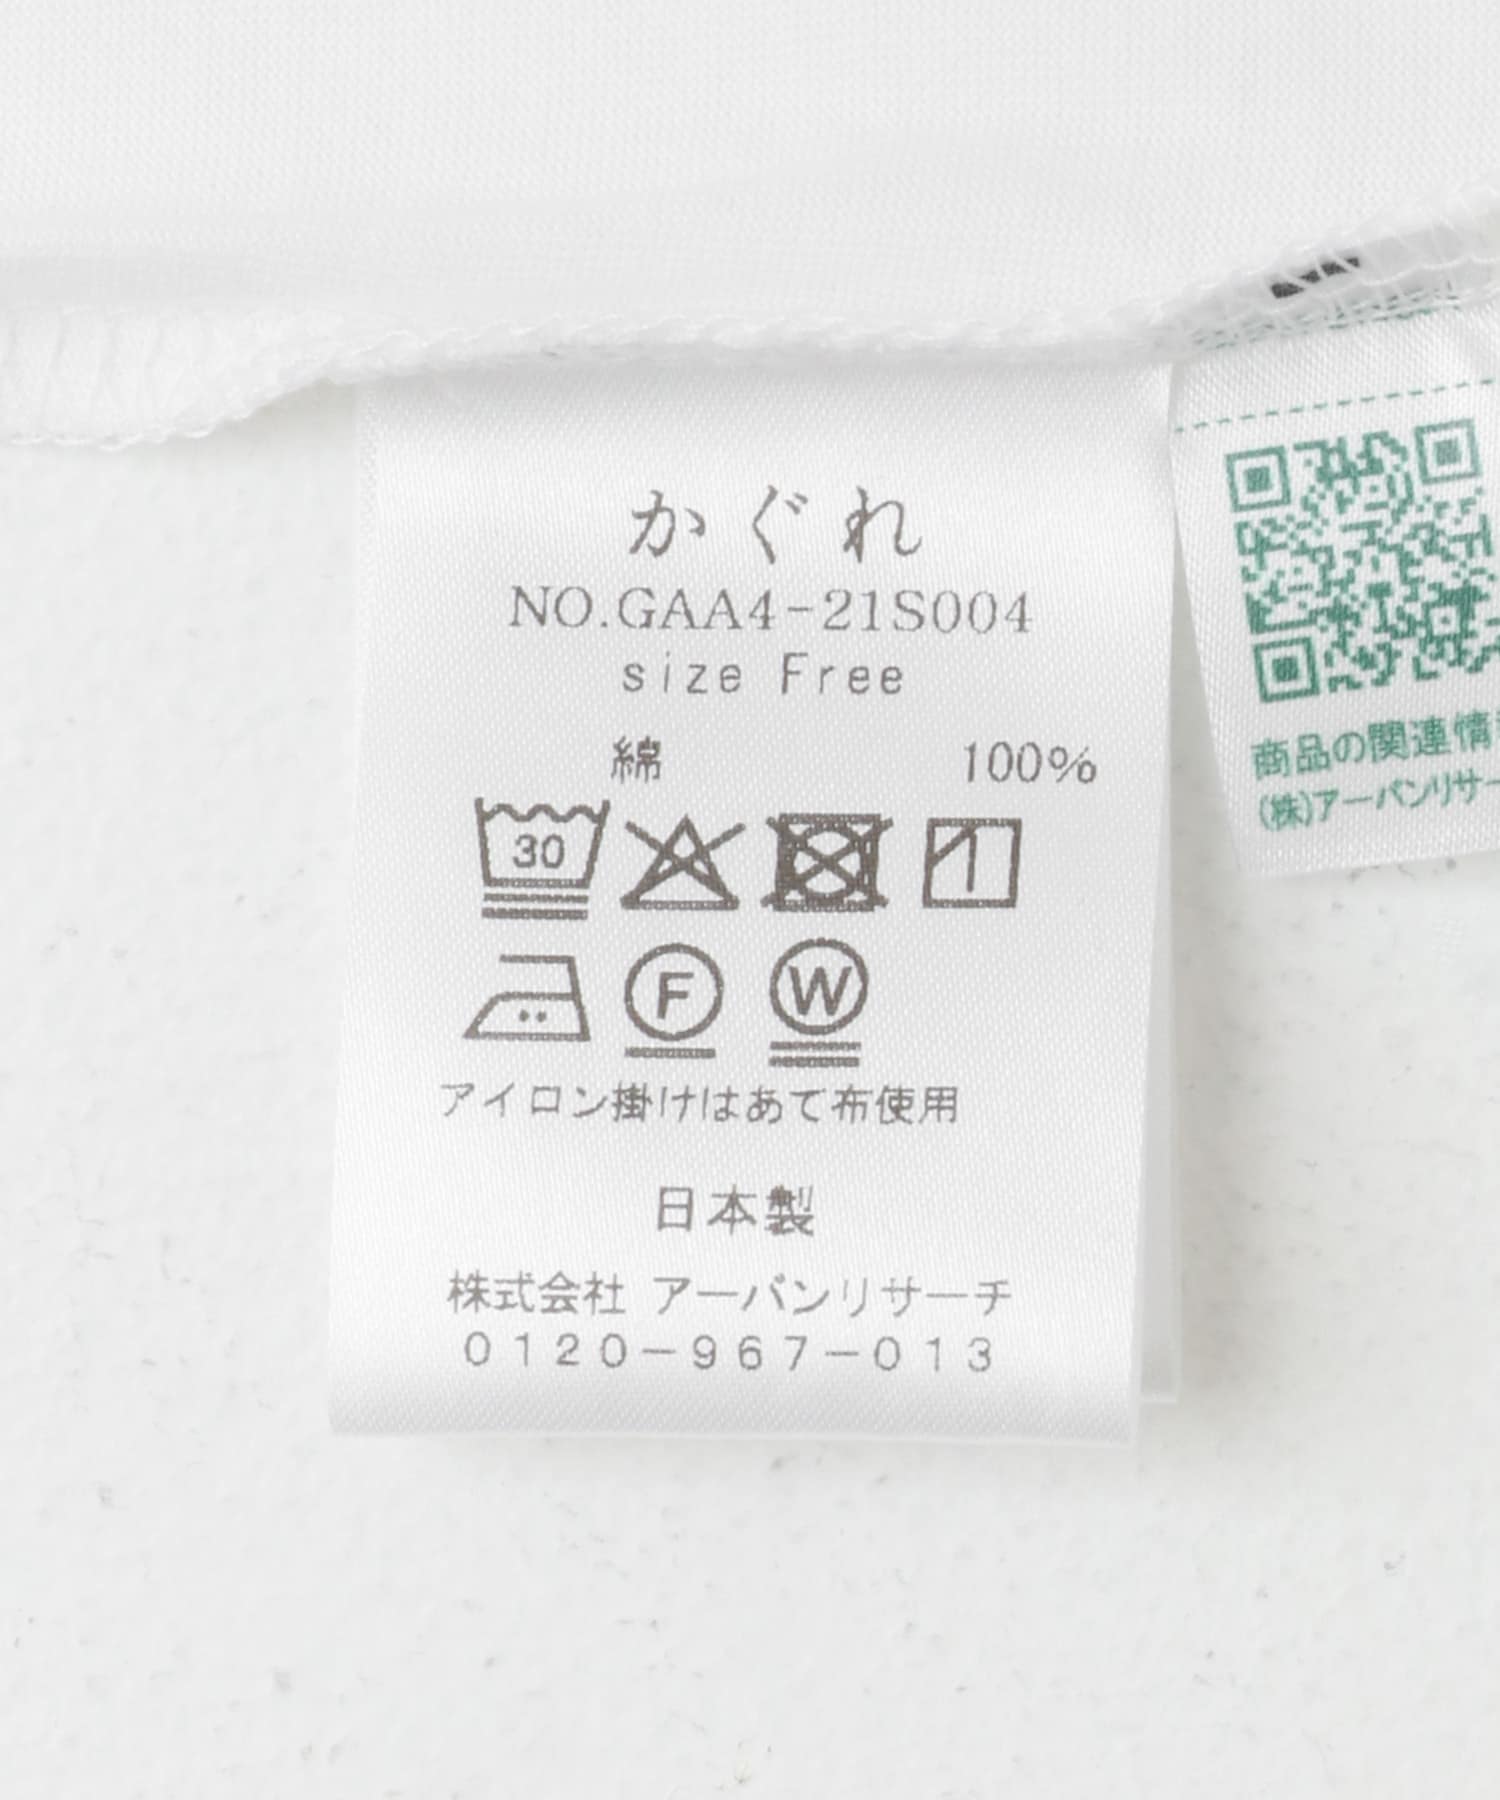 かぐれ
NO.GAA4-21S004
size Free
綿 100%
30
F W
アイロン掛けはあて布使用
日本製
株式会社 アーバンリサーチ
0120-967-013
商品の関連情
(株)アーバンリサー